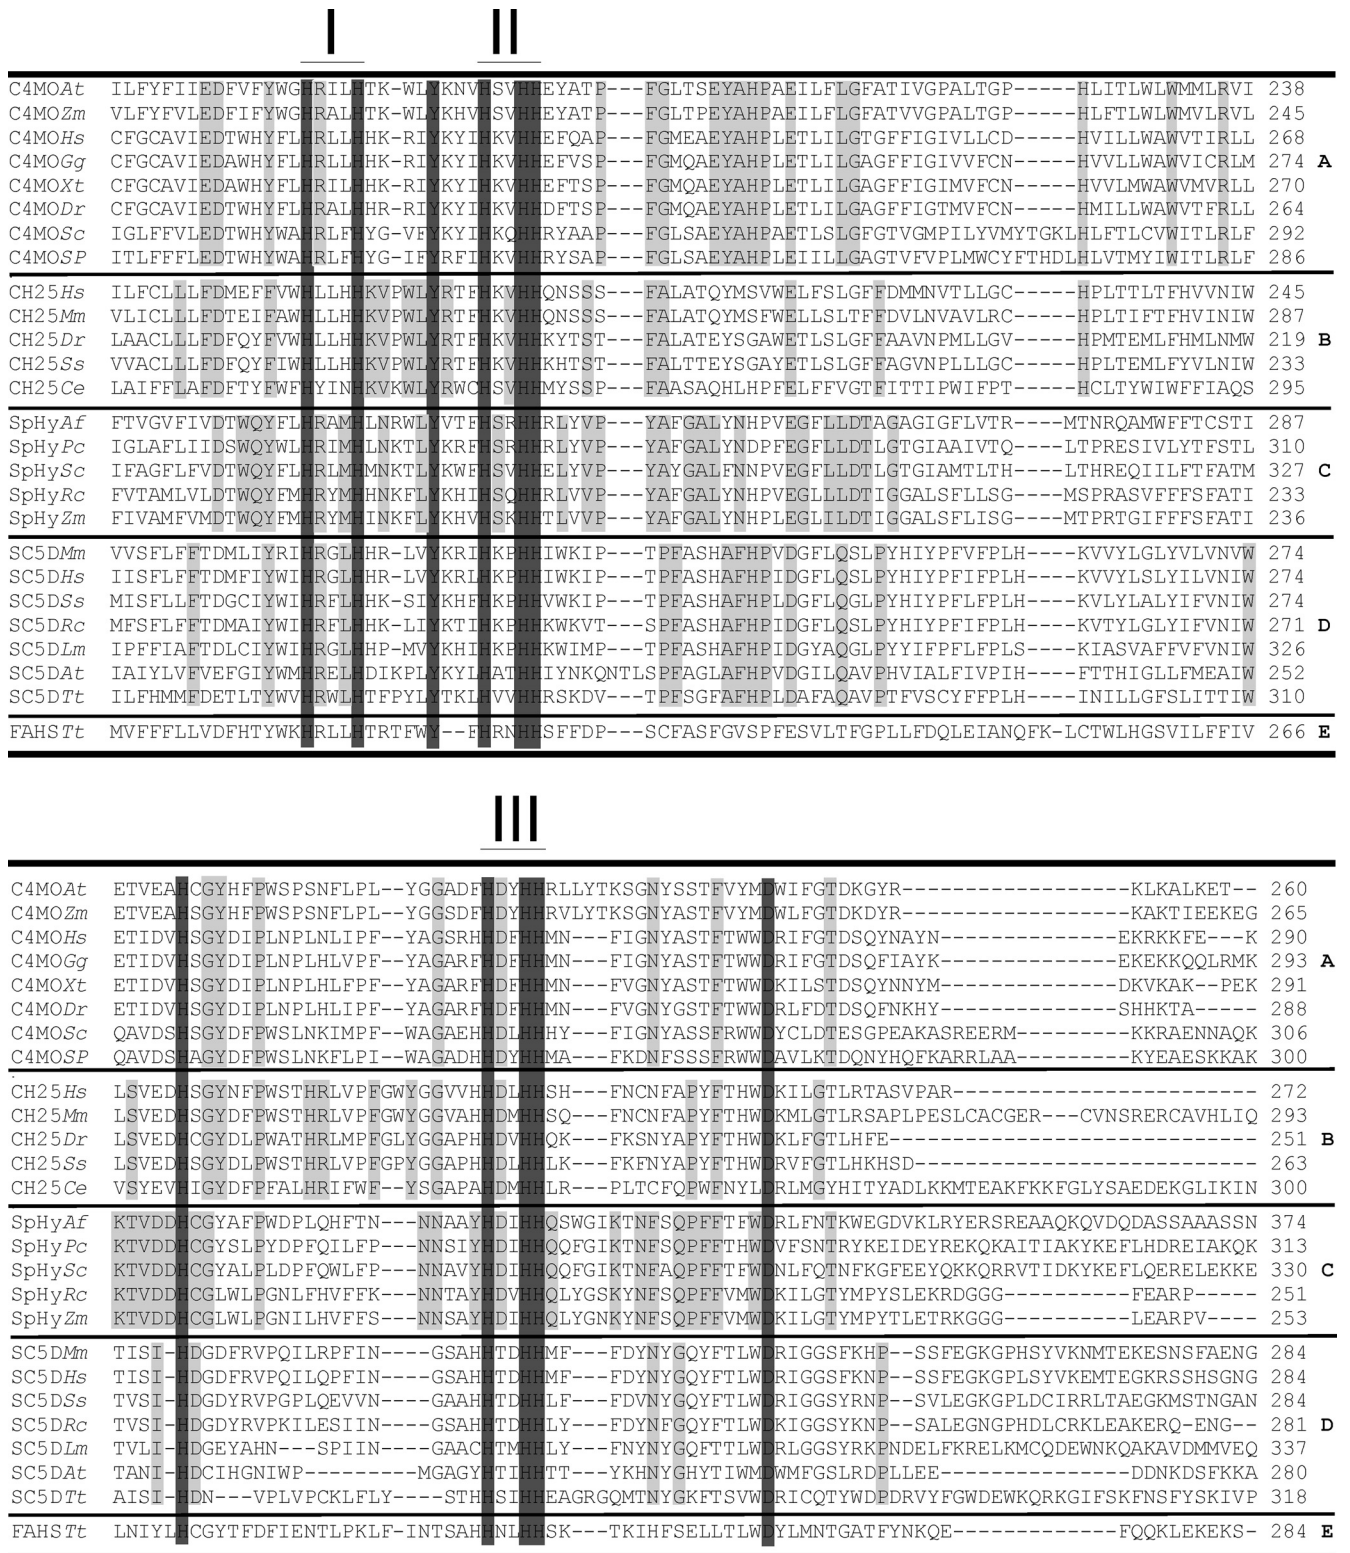 I II
C4MOAt ILFYFIIEDFVFYWGHRILHTK-WLYKNVHSVHHEYATP---FGLTSEYAHPAEILFLGFATIVGPALTGP-----HLITLWLWMMLRVI 238
C4MOZm VLFYFVLEDFIFYWGHRALHTK-WLYKHVHSVHHEYATP---FGLTPEYAHPAEILFLGFATIVGPALTGP-----HLFTLWLWMVLRVL 245
C4MOHs CFGCAVIEDTWHYFLHRLLHHK-RIYKYIHKVHHEFQAP---FGMEAEYAHPLETLILGTGFFIGIVLLCD-----HVILLWAWVTIRLL 268
C4MOGg CFGCAVIEDAWHYFLHRLLHHK-RIYKYIHKVHHEFVSP---FGMQAEYAHPLETLILGAGFFIGIVVFCN-----HVVLLWAWVICRLM 274 A
C4MOXt CFGCAVIEDAWHYFLHRILHHK-RIYKYIHKVHHEFTSP---FGMQAEYAHPLETLILGAGFFIGIMVFCN-----HVVLMWAWVMVRLL 270
C4MODr CFGCAVIEDTWHYFLHRALHHR-RIYKYIHKVHHDFTSP---FGMQAEYAHPLETLILGAGFFIGTMVFCN-----HMILLWAWVTFRLL 264
C4MOSc IGLFFVLEDTWHYWAHRLFHYG-VFYKYIHKQHHRYAAP---FGLSAEYAHPAETLSLGFGTVGMPILYVMYTGKLHLFTLCVWITLRLF 292
C4MOSP ITLFFFLEDTWHYWAHRLFHYG-IFYRFIHKVHHRYSAP---FGLSAEYAHPAETLILGAGTVFVPLMWCYFTHDLHLVTMYIWITLRLF 286
CH25Hs ILFCLLLFDMEFFVWHLLHHKVPWLYRTFHKVHHQNSSS---FALATQYMSVWELFSLGFFDMMNVTLLGC-----HPLTTLTFHVVNIW 245
CH25Mm VLICLLLFDTEIFAWHLLHHKVPWLYRTFHKVHHQNSSS---FALATQYMSFWELLSLTFFDVLNVAVLRC-----HPLTIFTFHVINIW 287
CH25Dr LAACLLLFDFQYFVWHLLHHKVPWLYRTFHKVHHKYTST---FALATEYSGAWETLSLGFFAAVNPMLLGV-----HPMTEMLFHMLNMW 219 B
CH25Ss VVACLLLFDFQYFIWHLLHHKVPWLYRTFHKVHHKHTST---FALTTEYSGAYETLSLGFFAGVNPLLLGC-----HPLTEMLFYVLNIW 233
CH25Ce LAIFFLAFDFTYFWFHYINHKVKWLYRWCHSVHHMYSSP---FAASAQHLHPFELFFVGTFITTIPWIFPT-----HCLTYWIWFFIAQS 295
SpHyAf FTVGVFIVDTWQYFLHRAMHLNRWLYVTFHSRHHRLYVP---YAFGALYNHPVEGFLLDTAGAGIGFLVTR----MTNRQAMWFFTCSTI 287
SpHyPc IGLAFLIIDSWQYWLHRIMHLNKTLYKRFHSRHHRLYVP---YAFGALYNDPFEGFLLDTLGTGIAAIVTQ----LTPRESIVLYTFSTL 310
SpHySc IFAGFLFVDTWQYFLHRLMHMNKTLYKWFHSVHHELYVP---YAYGALFNNPVEGFLLDTLGTGIAMTLTH----LTHREQIILFTFATM 327 C
SpHyRc FVTAMLVLDTWQYFMHRYMHHNKFLYKHIHSQHHRLVVP---YAFGALYNHPVEGLLLDTIGGALSFLLSG----MSPRASVFFFSFATI 233
SpHyZm FIVAMFVMDTWQYFMHRYMHINKFLYKHVHSKHHTLVVP---YAFGALYNHPLEGLILDTIGGALSFLISG----MTPRTGIFFFSFATI 236
SC5DMm VVSFLFFTDMLIYRIHRGLHHR-LVYKRIHKPHHIWKIP---TPFASHAFHPVDGFLQSLPYHIYPFVFPLH----KVVYLGLYVLVNVW 274
SC5DHs IISFLFFTDMFIYWIHRGLHHR-LVYKRLHKPHHIWKIP---TPFASHAFHPIDGFLQSLPYHIYPFIFPLH----KVVYLSLYILVNIW 274
SC5DSs MISFLLFTDGCIYWIHRFLHHK-SIYKHFHKPHHVWKIP---TPFASHAFHPLDGFLQGLPYHIYPFLFPLH----KVLYLALYIFVNIW 274
SC5DRc MFSFLFFTDMAIYWIHRFLHHK-LIYKTIHKPHHKWKVT---SPFASHAFHPVDGFLQSLPYHIYPFIFPLH----KVTYLGLYIFVNIW 271 D
SC5DLm IPFFIAFTDLCIYWIHRGLHHP-MVYKHIHKPHHKWIMP---TPFASHAFHPIDGYAQGLPYYIFPFLFPLS----KIASVAFFVFVNIW 326
SC5DAt IAIYLVFVEFGIYWMHRELHDIKPLYKYLHATHHIYNKQNTLSPFAGLAFHPVDGILQAVPHVIALFIVPIH----FTTHIGLLFMEAIW 252
SC5DTt ILFHMMFDETLTYWVHRWLHTFPYLYTKLHVVHHRSKDV---TPFSGFAFHPLDAFAQAVPTFVSCYFFPLH----INILLGFSLITTIW 310
FAHSTt MVFFFLLVDFHTYWKHRLLHTRTFWY--FHRNHHSFFDP---SCFASFGVSPFESVLTFGPLLFDQLEIANQFK-LCTWLHGSVILFFIV 266 E
III
C4MOAt ETVEAHCGYHFPWSPSNFLPL--YGGADFHDYHHRLLYTKSGNYSSTFVYMDWIFGTDKGYR------------------KLKALKET-- 260
C4MOZm ETVEAHSGYHFPWSPSNFLPL--YGGSDFHDYHHRVLYTKSGNYASTFVYMDWLFGTDKDYR------------------KAKTIEEKEG 265
C4MOHs ETIDVHSGYDIPLNPLNLIPF--YAGSRHHDFHHMN---FIGNYASTFTWWDRIFGTDSQYNAYN--------------EKRKKFE---K 290
C4MOGg ETIDVHSGYDIPLNPLHLVPF--YAGARFHDFHHMN---FIGNYASTFTWWDRIFGTDSQFIAYK--------------EKEKKQQLRMK 293 A
C4MOXt ETIDVHSGYDIPLNPLHLFPF--YAGARFHDFHHMN---FVGNYASTFTWWDKILSTDSQYNNYM--------------DKVKAK--PEK 291
C4MODr ETIDVHSGYDIPLNPLHLIPF--YAGARFHDFHHMN---FVGNYGSTFTWWDRLFDTDSQFNKHY--------------SHHKTA----- 288
C4MOSc QAVDSHSGYDFPWSLNKIMPF--WAGAEHHDLHHHY---FIGNYASSFRWWDYCLDTESGPEAKASREERM---------KKRAENNAQK 306
C4MOSP QAVDSHAGYDFPWSLNKFLPI--WAGADHHDYHHMA---FKDNFSSSFRWWDAVLKTDQNYHQFKARRLAA---------KYEAESKKAK 300
CH25Hs LSVEDHSGYNFPWSTHRLVPFGWYGGVVHHDLHHSH---FNCNFAPYFTHWDKILGTLRTASVPAR------------------------ 272
CH25Mm LSVEDHSGYDFPWSTHRLVPFGWYGGVAHHDMHHSQ---FNCNFAPYFTHWDKMLGTLRSAPLPESLCACGER---CVNSRERCAVHLIQ 293
CH25Dr LSVEDHCGYDLPWATHRLMPFGLYGGAPHHDVHHQK---FKSNYAPYFTHWDKLFGTLHFE----------------------------- 251 B
CH25Ss LSVEDHSGYDLPWSTHRLVPFGPYGGAPHHDLHHLK---FKFNYAPYFTHWDRVFGTLHKHSD--------------------------- 263
CH25Ce VSYEVHIGYDFPFALHRIFWF--YSGAPAHDMHHLR---PLTCFQPWFNYLDRLMGYHITYADLKKMTEAKFKKFGLYSAEDEKGLIKIN 300
SpHyAf KTVDDHCGYAFPWDPLQHFTN---NNAAYHDIHHQSWGIKTNFSQPFFTFWDRLFNTKWEGDVKLRYERSREAAQKQVDQDASSAAASSN 374
SpHyPc KTVDDHCGYSLPYDPFQILFP---NNSIYHDIHHQQFGIKTNFSQPFFTHWDVFSNTRYKEIDEYREKQKAITIAKYKEFLHDREIAKQK 313
SpHySc KTVDDHCGYALPLDPFQWLFP---NNAVYHDIHHQQFGIKTNFAQPFFTFWDNLFQTNFKGFEEYQKKQRRVTIDKYKEFLQERELEKKE 330 C
SpHyRc KTVDDHCGLWLPGNLFHVFFK---NNTAYHDVHHQLYGSKYNFSQPFFVMWDKILGTYMPYSLEKRDGGG----------FEARP----- 251
SpHyZm KTVDDHCGLWLPGNILHVFFS---NNSAYHDIHHQLYGNKYNFSQPFFVMWDKILGTYMPYTLETRKGGG----------LEARPV---- 253
SC5DMm TISI-HDGDFRVPQILRPFIN----GSAHHTDHHMF---FDYNYGQYFTLWDRIGGSFKHP--SSFEGKGPHSYVKNMTEKESNSFAENG 284
SC5DHs TISI-HDGDYRVPQILQPFIN----GSAHHTDHHMF---FDYNYGQYFTLWDRIGGSFKNP--SSFEGKGPLSYVKEMTEGKRSSHSGNG 284
SC5DSs TVSI-HDGDYRVPGPLQEVVN----GAAHHTDHHLF---FDVNYGQYFTLWDRIGGSYRNP--SVLEGKGPLDCIRRLTAEGKMSTNGAN 284
SC5DRc TVSI-HDGDYRVPKILESIIN----GSAHHTDHHLY---FDYNFGQYFTLWDKIGGSYRNP--SALEGNGPHDLCRKLEAKERQ-ENG-- 281 D
SC5DLm TVLI-HDGEYAHN---SPIIN----GAACHTMHHLY---FNYNYGQFTTLWDRLGGSYRKPNDELFKRELKMCQDEWNKQAKAVDMMVEQ 337
SC5DAt TANI-HDCIHGNIWP---------MGAGYHTIHHTT---YKHNYGHYTIWMDWMFGSLRDPLLEE---------------DDNKDSFKKA 280
SC5DTt AISI-HDN---VPLVPCKLFLY----STHHSIHHEAGRGQMTNYGKFTSVWDRICQTYWDPDRVYFGWDEWKQRKGIFSKFNSFYSKIVP 318
FAHSTt LNIYLHCGYTFDFIENTLPKLF-INTSAHHNLHHSK---TKIHFSELLTLWDYLMNTGATFYNKQE-------------FQQKLEKEKS- 284 E